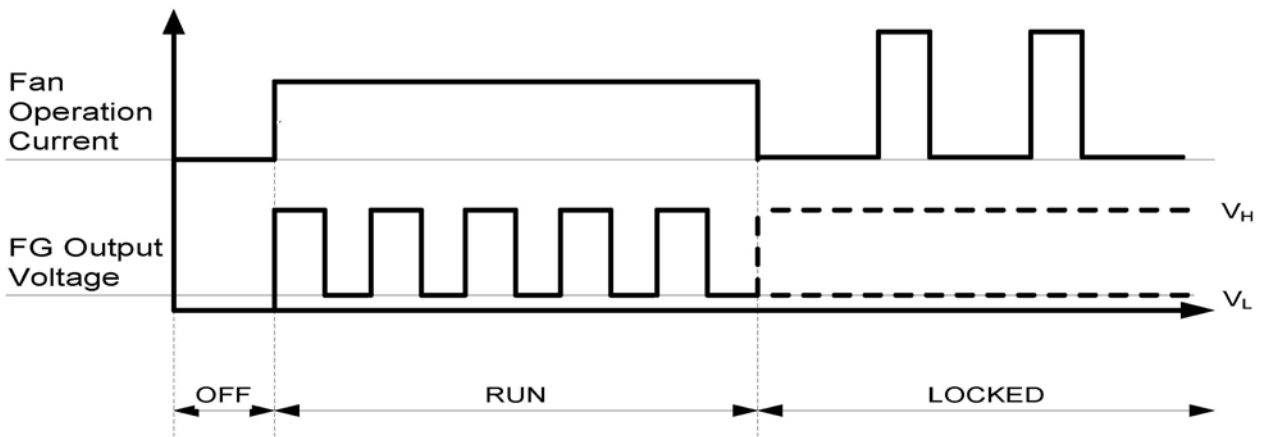 Fan
Operation
Current
FG Output
Voltage
VH
VL
OFF
RUN
LOCKED